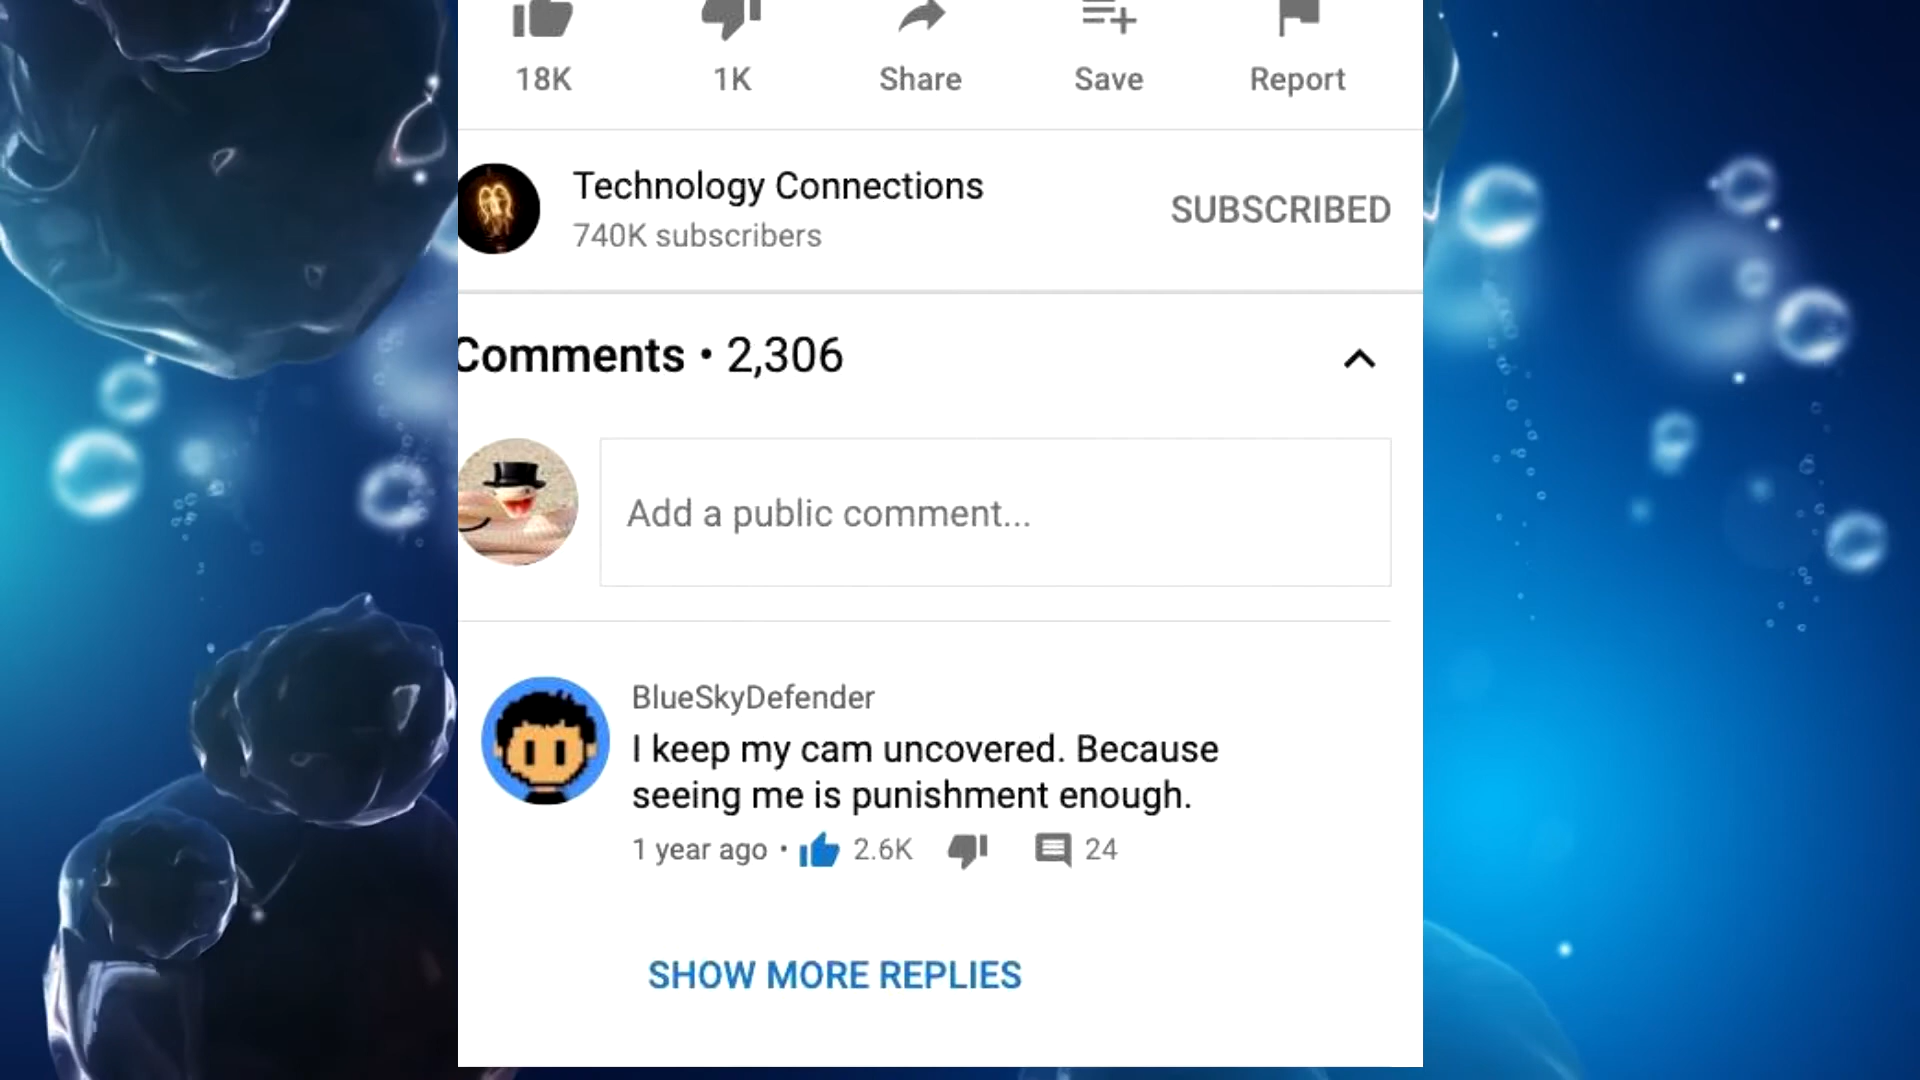 18K
1K
Share
Save
Report
Technology Connections
740K subscribers
SUBSCRIBED
Comments • 2,306
Add a public comment...
BlueSkyDefender
I keep my cam uncovered. Because
seeing me is punishment enough.
1 year ago • 2.6K 24
SHOW MORE REPLIES